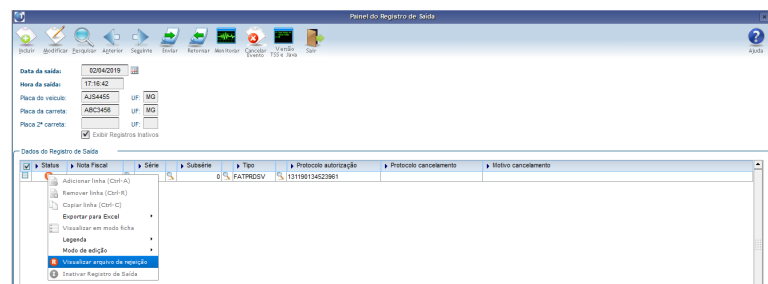 Painel do Registro de Saída
Incluir Modificar Pesquisar Anterior Seguinte Enviar Retornar Monitorar Cancelar Evento Versão TSS e Java Sair Ajuda
Data da saída: 02/04/2019
Hora da saída: 17:16:42
Placa do veículo: AJS4455 UF: MG
Placa da carreta: ABC3456 UF: MG
Placa 2ª carreta: UF:
Exibir Registros Inativos
Dados do Registro de Saída
Status Nota Fiscal Série Subsérie Tipo Protocolo autorização Protocolo cancelamento Motivo cancelamento
0 FATPRDSV 131190134523961
Adicionar linha (Ctrl-A)
Remover linha (Ctrl-R)
Copiar linha (Ctrl-C)
Exportar para Excel
Visualizar em modo ficha
Legenda
Modo de edição
Visualizar arquivo de rejeição
Inativar Registro de Saída